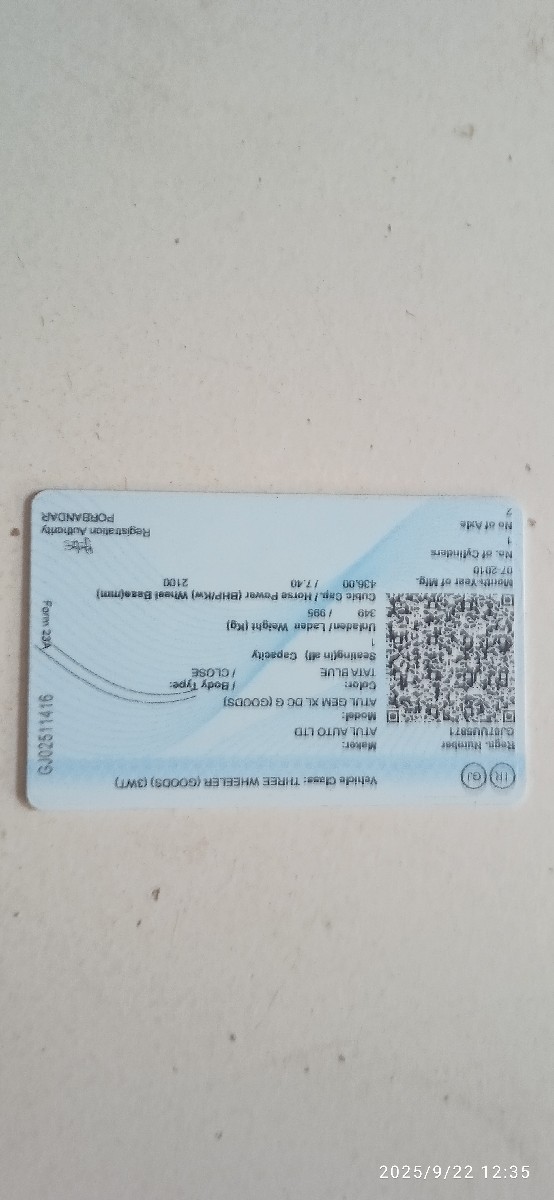 IR GJ
Vehicle Class: THREE WHEELER (GOODS) (3WT)
Regn. Number
Maker:
ATUL AUTO LTD
Model:
ATUL GEM XL DC G (GOODS)
Color: / Body Type:
TATA BLUE / CLOSE
Seating(in all) Capacity
1
Unladen / Laden Weight (Kg)
349 / 995
Cubic Cap. / Horse Power (BHP/Kw) Wheel Base(mm)
436.00 / 7.40 2100
Month-Year of Mfg.
07-2010
No. of Cylinders
1
No of Axle
Registration Authority
PORBANDAR
Form 23A
GJ02511416
2025/9/22 12:35